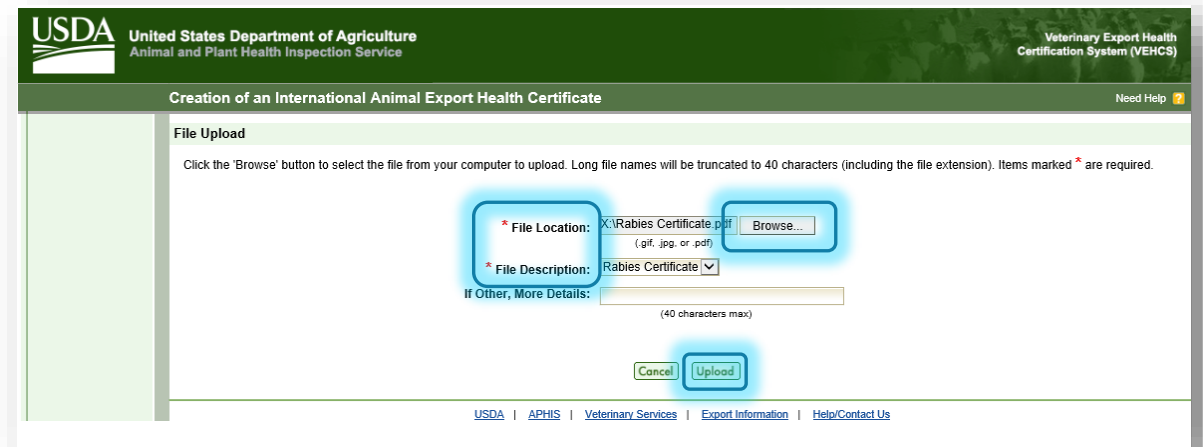 USDA
United States Department of Agriculture
Animal and Plant Health Inspection Service
Veterinary Export Health
Certification System (VEHCS)
Creation of an International Animal Export Health Certificate
Need Help ?
File Upload
Click the 'Browse' button to select the file from your computer to upload. Long file names will be truncated to 40 characters (including the file extension). Items marked * are required.
* File Location: X:\Rabies Certificate.pdf Browse...
(.gif, .jpg, or .pdf)
* File Description: Rabies Certificate
If Other, More Details:
(40 characters max)
Cancel Upload
USDA | APHIS | Veterinary Services | Export Information | Help/Contact Us